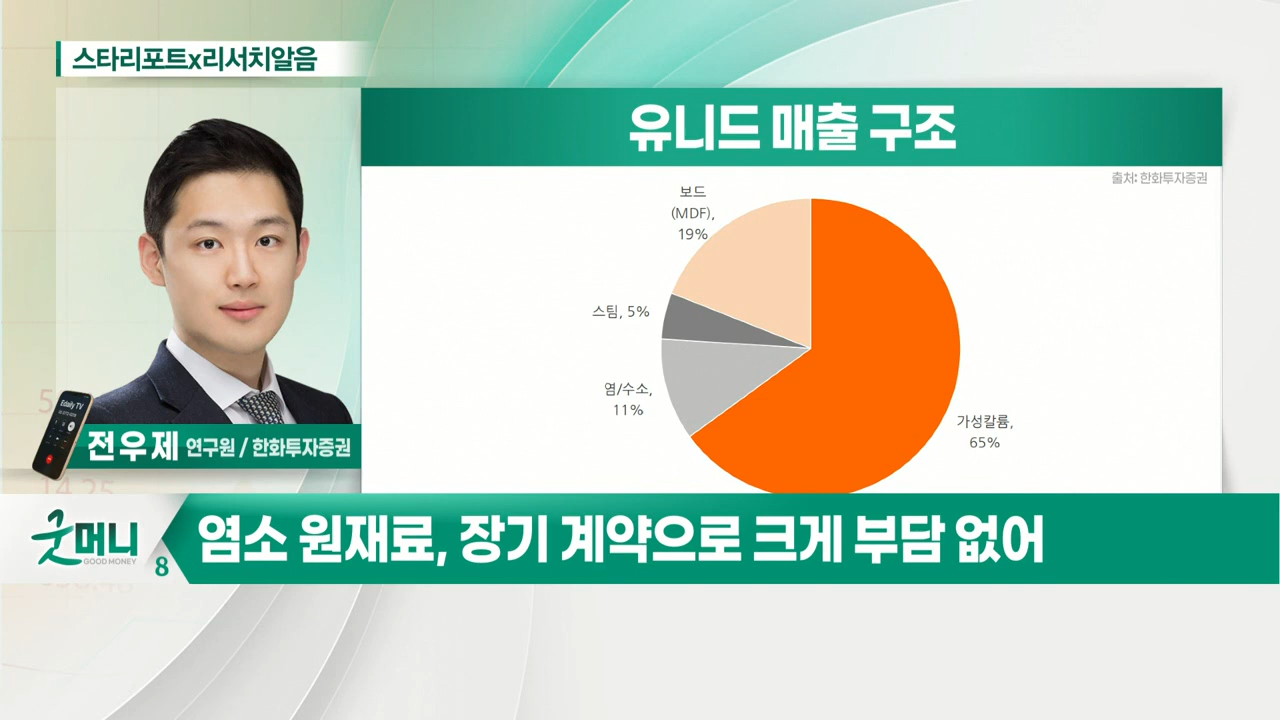 스타리포트x리서치알음
유니드 매출 구조
출처: 한화투자증권
보드
(MDF),
19%
스팀, 5%
염/수소,
11%
가성칼륨,
65%
Edaily TV
전우제 연구원 / 한화투자증권
14.25
굿머니
GOOD MONEY
8
염소 원재료, 장기 계약으로 크게 부담 없어